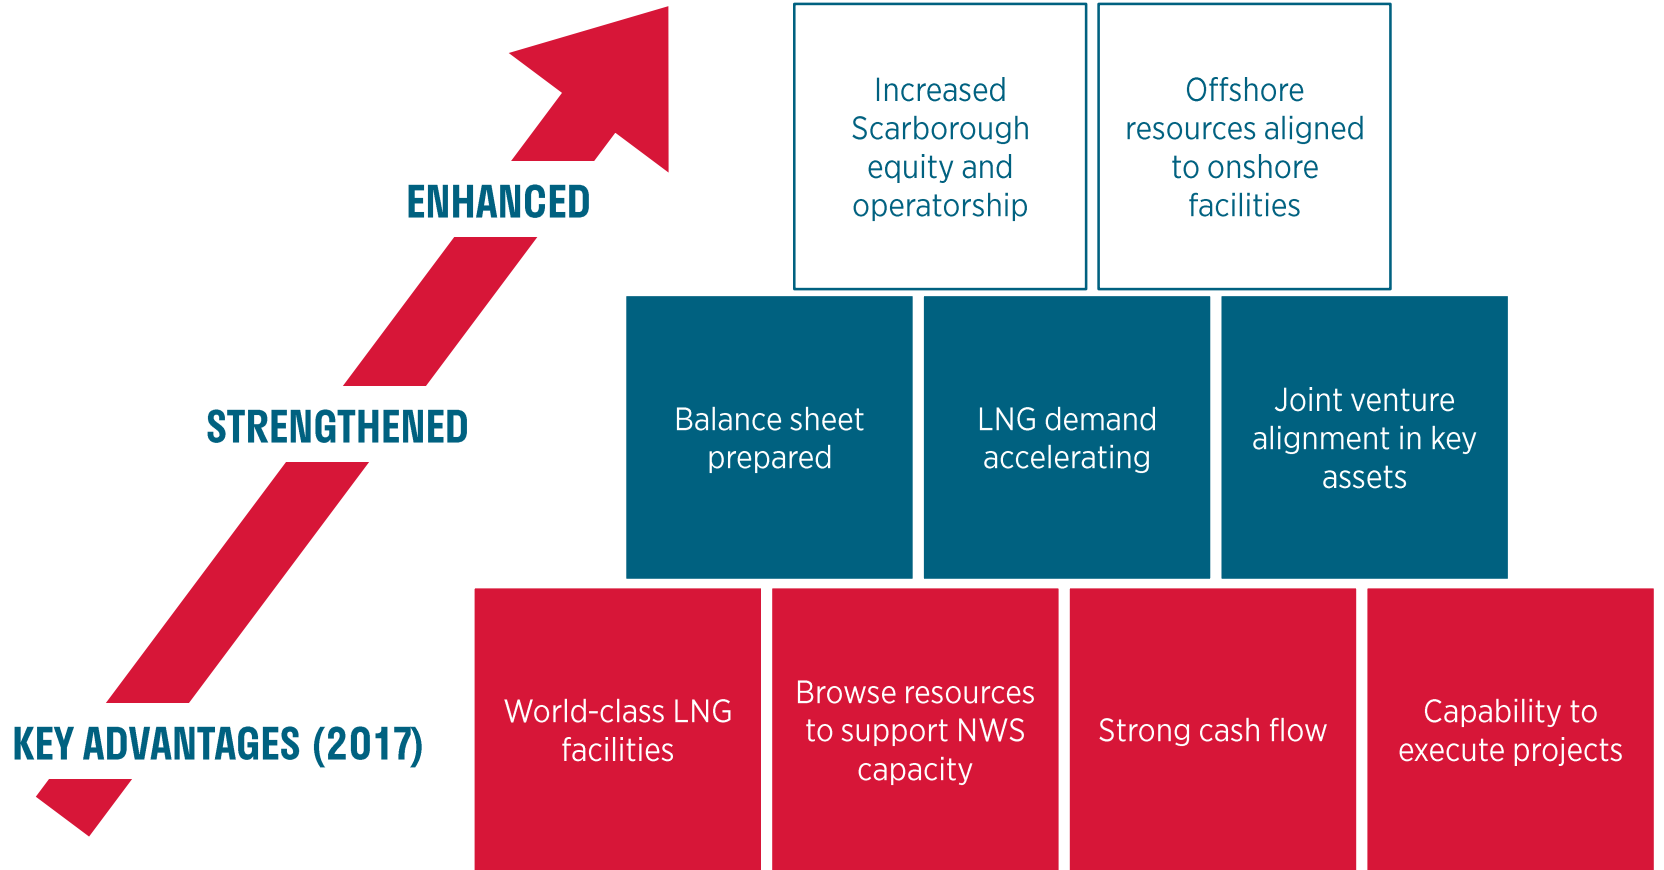 ENHANCED
Increased
Scarborough
equity and
operatorship
Offshore
resources aligned
to onshore
facilities
STRENGTHENED
Balance sheet
prepared
LNG demand
accelerating
Joint venture
alignment in key
assets
KEY ADVANTAGES (2017)
World-class LNG
facilities
Browse resources
to support NWS
capacity
Strong cash flow
Capability to
execute projects